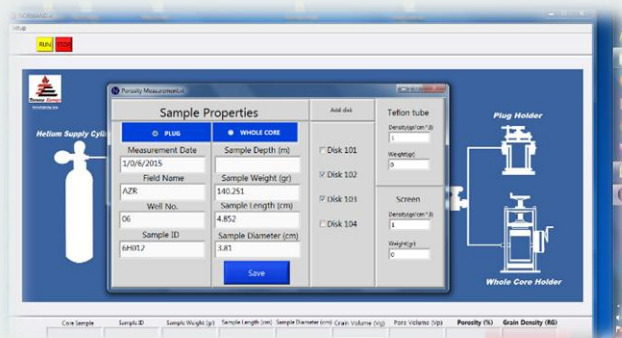 RUN STOP
Porosity Measurement.vi
Sample Properties
Add disk
Teflon tube
PLUG
WHOLE CORE
Density(gr/cm^3)
1
Measurement Date
1/0/6/2015
Sample Depth (m)
Disk 101
Weight(gr)
0
Field Name
AZR
Sample Weight (gr)
140.251
Disk 102
Well No.
06
Sample Length (cm)
4.852
Disk 103
Screen
Density(gr/cm^3)
1
Sample ID
6H012
Sample Diameter (cm)
3.81
Disk 104
Weight(gr)
0
Save
Helium Supply Cyli
Plug Holder
Whole Core Holder
Core Sample Sample ID Sample Weight (gr) Sample Length (cm) Sample Diameter (cm) Grain Volume (Vg) Pore Volume (Vp) Porosity (%) Grain Density (RG)